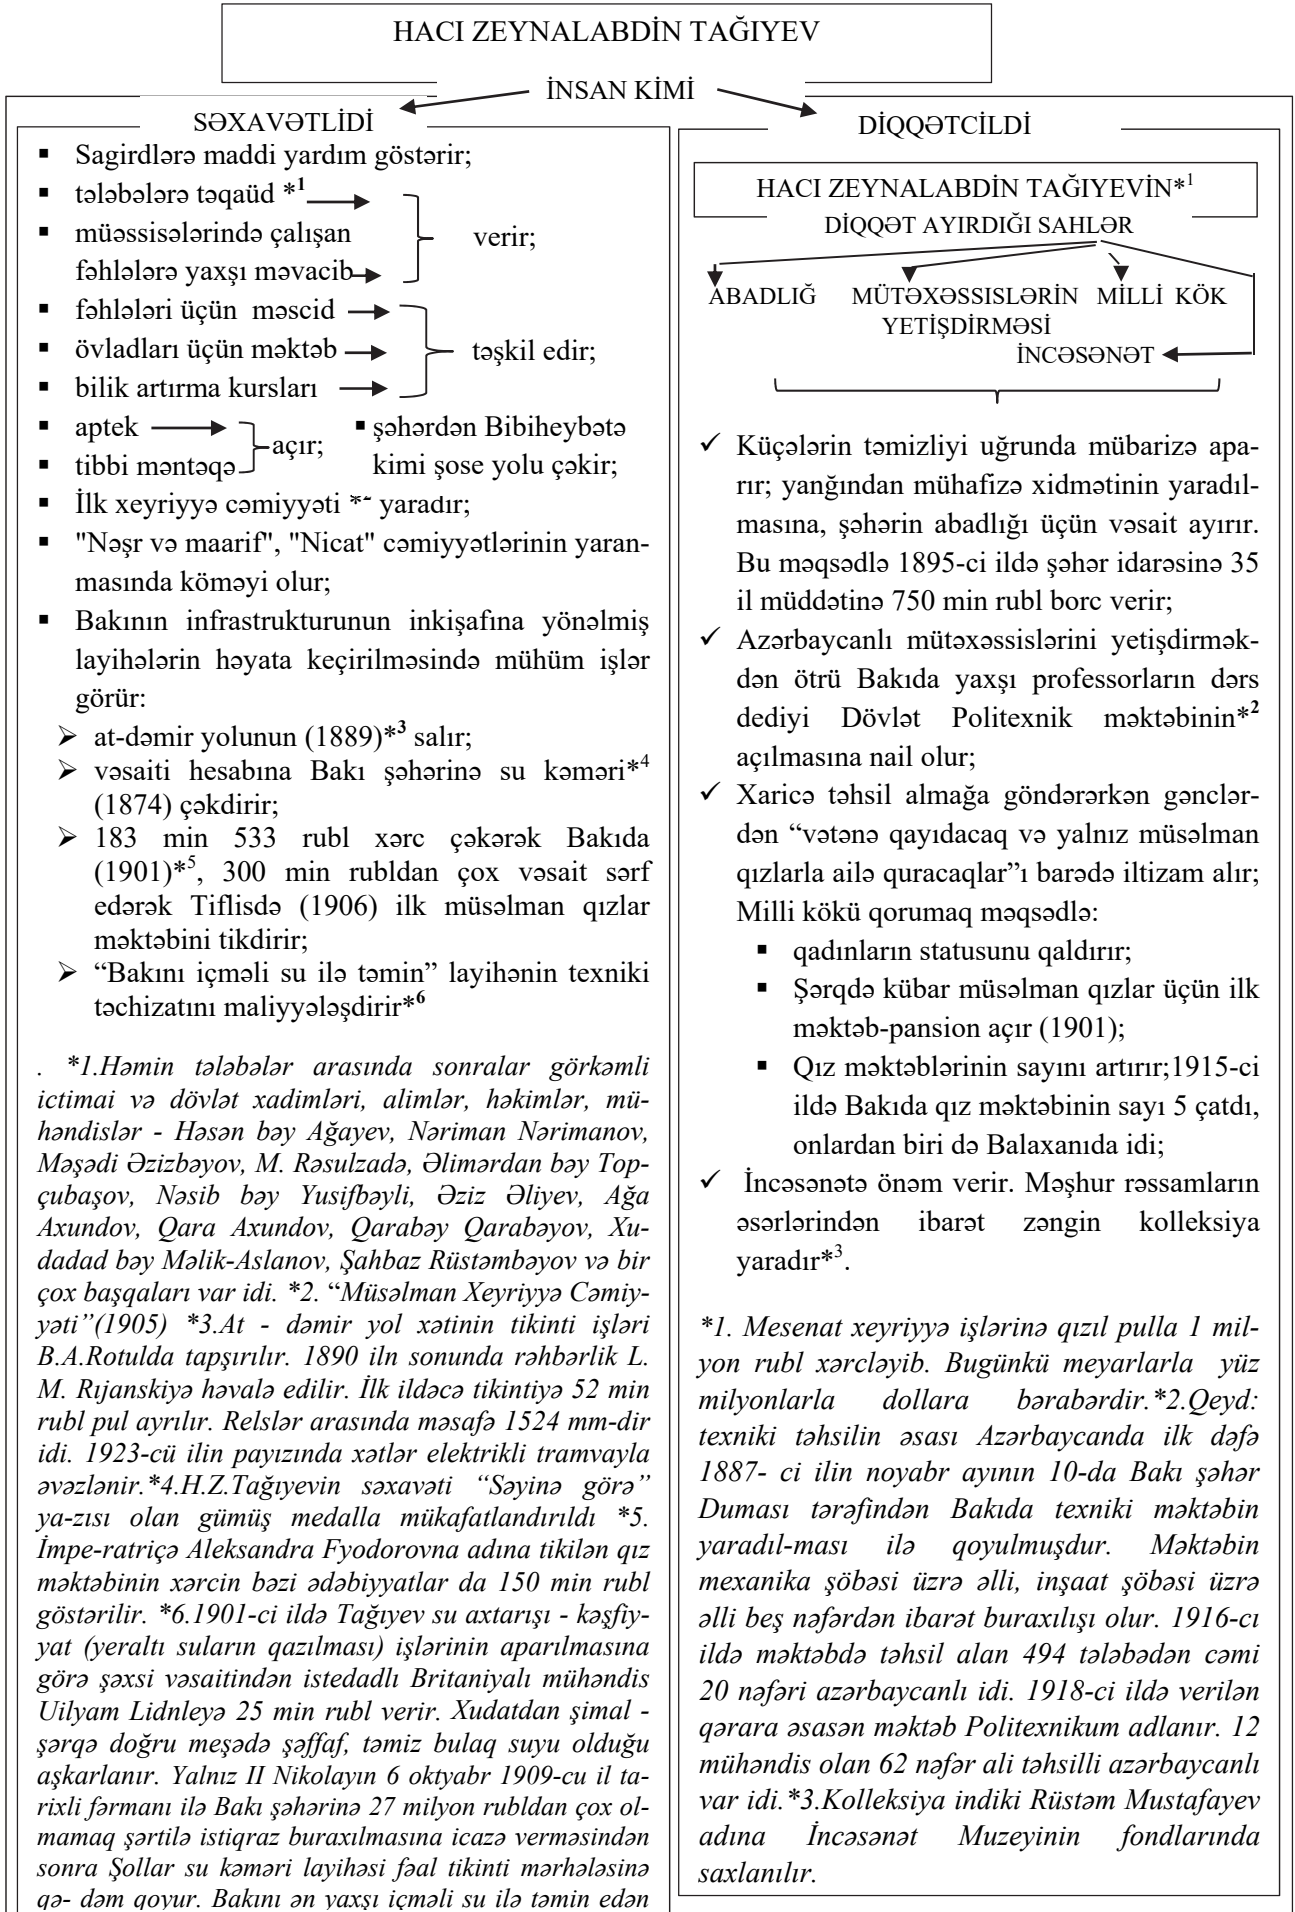 HACI ZEYNALABDİN TAĞIYEV
İNSAN KİMİ
SƏXAVƏTLİDİ
▪ Sagirdlərə maddi yardım göstərir;
▪ tələbələrə təqaüd *1
▪ müəssisələrində çalışan
fəhlələrə yaxşı məvacib
verir;
▪ fəhlələri üçün məscid
▪ övladları üçün məktəb
▪ bilik artırma kursları
təşkil edir;
▪ aptek
▪ tibbi məntəqə
açır;
▪ şəhərdən Bibiheybətə
kimi şose yolu çəkir;
▪ İlk xeyriyyə cəmiyyəti yaradır;
▪ "Nəşr və maarif", "Nicat" cəmiyyətlərinin yaran-
masında köməyi olur;
▪ Bakının infrastrukturunun inkişafına yönəlmiş
layihələrin həyata keçirilməsində mühüm işlər
görür:
➢ at-dəmir yolunun (1889)*3 salır;
➢ vəsaiti hesabına Bakı şəhərinə su kəməri*4
(1874) çəkdirir;
➢ 183 min 533 rubl xərc çəkərək Bakıda
(1901)*5, 300 min rubldan çox vəsait sərf
edərək Tiflisdə (1906) ilk müsəlman qızlar
məktəbini tikdirir;
➢ “Bakını içməli su ilə təmin” layihənin texniki
təchizatını maliyyələşdirir*6
. *1.Həmin tələbələr arasında sonralar görkəmli
ictimai və dövlət xadimləri, alimlər, həkimlər, mü-
həndislər - Həsən bəy Ağayev, Nəriman Nərimanov,
Məşədi Əzizbəyov, M. Rəsulzadə, Əlimərdan bəy Top-
çubaşov, Nəsib bəy Yusifbəyli, Əziz Əliyev, Ağa
Axundov, Qara Axundov, Qarabəy Qarabəyov, Xu-
dadad bəy Məlik-Aslanov, Şahbaz Rüstəmbəyov və bir
çox başqaları var idi. *2. “Müsəlman Xeyriyyə Cəmiy-
yəti”(1905) *3.At - dəmir yol xətinin tikinti işləri
B.A.Rotulda tapşırılır. 1890 iln sonunda rəhbərlik L.
M. Rıjanskiyə həvalə edilir. İlk ildəcə tikintiyə 52 min
rubl pul ayrılır. Relslər arasında məsafə 1524 mm-dir
idi. 1923-cü ilin payızında xətlər elektrikli tramvayla
əvəzlənir.*4.H.Z.Tağıyevin səxavəti “Səyinə görə”
ya-zısı olan gümüş medalla mükafatlandırıldı *5.
İmpe-ratriçə Aleksandra Fyodorovna adına tikilən qız
məktəbinin xərcin bəzi ədəbiyyatlar da 150 min rubl
göstərilir. *6.1901-ci ildə Tağıyev su axtarışı - kəşfiy-
yat (yeraltı suların qazılması) işlərinin aparılmasına
görə şəxsi vəsaitindən istedadlı Britaniyalı mühəndis
Uilyam Lidnleyə 25 min rubl verir. Xudatdan şimal -
şərqə doğru meşədə şəffaf, təmiz bulaq suyu olduğu
aşkarlanır. Yalnız II Nikolayın 6 oktyabr 1909-cu il ta-
rixli fərmanı ilə Bakı şəhərinə 27 milyon rubldan çox ol-
mamaq şərtilə istiqraz buraxılmasına icazə verməsindən
sonra Şollar su kəməri layihəsi fəal tikinti mərhələsinə
qə- dəm qoyur. Bakını ən yaxşı içməli su ilə təmin edən
DİQQƏTCİLDİ
HACI ZEYNALABDİN TAĞIYEVİN*1
DİQQƏT AYIRDIĞI SAHLƏR
ABADLIĞ MÜTƏXƏSSISLƏRİN MİLLİ KÖK
YETİŞDİRMƏSİ
İNCƏSƏNƏT
✓ Küçələrin təmizliyi uğrunda mübarizə apa-
rır; yanğından mühafizə xidmətinin yaradıl-
masına, şəhərin abadlığı üçün vəsait ayırır.
Bu məqsədlə 1895-ci ildə şəhər idarəsinə 35
il müddətinə 750 min rubl borc verir;
✓ Azərbaycanlı mütəxəssislərini yetişdirmək-
dən ötrü Bakıda yaxşı professorların dərs
dediyi Dövlət Politexnik məktəbinin*2
açılmasına nail olur;
✓ Xaricə təhsil almağa göndərərkən gənclər-
dən “vətənə qayıdacaq və yalnız müsəlman
qızlarla ailə quracaqlar”ı barədə iltizam alır;
Milli kökü qorumaq məqsədlə:
▪ qadınların statusunu qaldırır;
▪ Şərqdə kübar müsəlman qızlar üçün ilk
məktəb-pansion açır (1901);
▪ Qız məktəblərinin sayını artırır;1915-ci
ildə Bakıda qız məktəbinin sayı 5 çatdı,
onlardan biri də Balaxanıda idi;
✓ İncəsənətə önəm verir. Məşhur rəssamların
əsərlərindən ibarət zəngin kolleksiya
yaradır*3.
*1. Mesenat xeyriyyə işlərinə qızıl pulla 1 mil-
yon rubl xərcləyib. Bugünkü meyarlarla yüz
milyonlarla dollara bərabərdir.*2.Qeyd:
texniki təhsilin əsası Azərbaycanda ilk dəfə
1887- ci ilin noyabr ayının 10-da Bakı şəhər
Duması tərəfindən Bakıda texniki məktəbin
yaradıl-ması ilə qoyulmuşdur. Məktəbin
mexanika şöbəsi üzrə əlli, inşaat şöbəsi üzrə
əlli beş nəfərdən ibarət buraxılışı olur. 1916-cı
ildə məktəbdə təhsil alan 494 tələbədən cəmi
20 nəfəri azərbaycanlı idi. 1918-ci ildə verilən
qərara əsasən məktəb Politexnikum adlanır. 12
mühəndis olan 62 nəfər ali təhsilli azərbaycanlı
var idi.*3.Kolleksiya indiki Rüstəm Mustafayev
adına İncəsənət Muzeyinin fondlarında
saxlanılır.